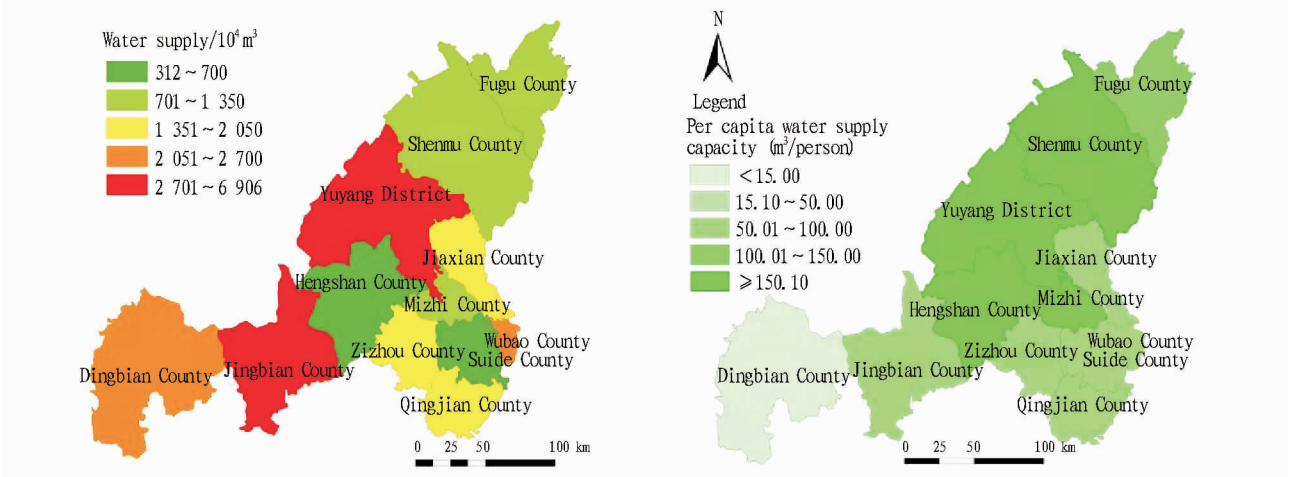 Water supply/10⁴m³
312~700
701~1 350
1 351~2 050
2 051~2 700
2 701~6 906
Fugu County
Shenmu County
Yuyang District
Jiaxian County
Hengshan County
Mizhi County
Wubao County
Zizhou County
Suide County
Jingbian County
Dingbian County
Qingjian County
0 25 50 100 km
N
Legend
Per capita water supply
capacity (m³/person)
<15.00
15.10~50.00
50.01~100.00
100.01~150.00
≥150.10
Fugu County
Shenmu County
Yuyang District
Jiaxian County
Mizhi County
Hengshan County
Wubao County
Zizhou County
Suide County
Jingbian County
Dingbian County
Qingjian County
0 25 50 100 km